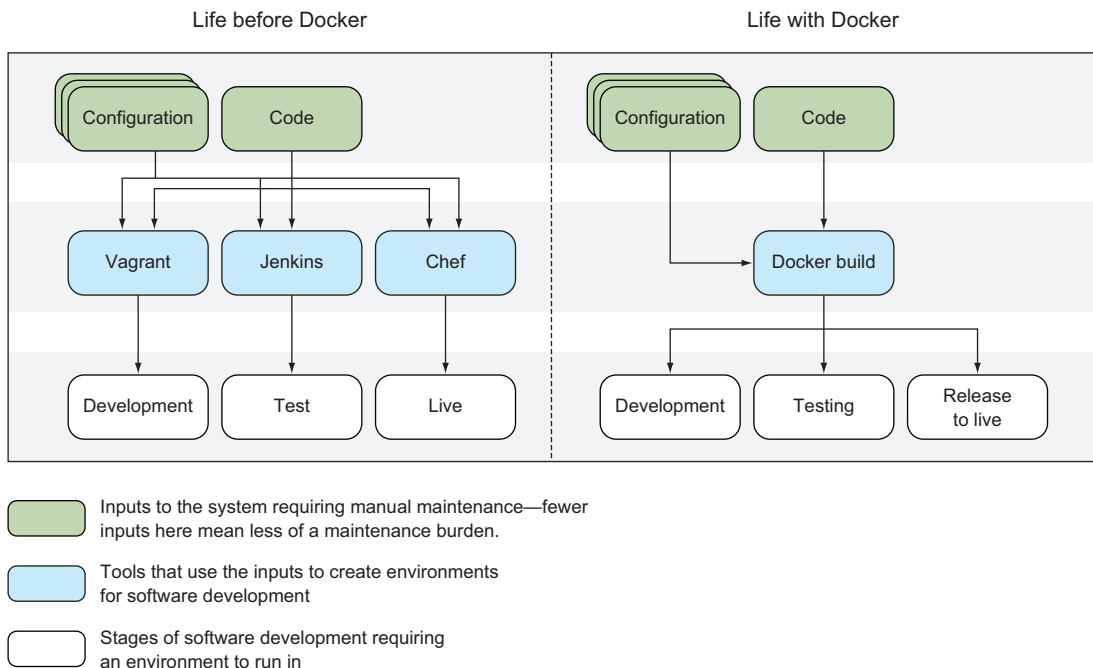 Life before Docker
Life with Docker
Configuration
Code
Configuration
Code
Vagrant
Jenkins
Chef
Docker build
Development
Test
Live
Development
Testing
Release
to live
Inputs to the system requiring manual maintenance—fewer
inputs here mean less of a maintenance burden.
Tools that use the inputs to create environments
for software development
Stages of software development requiring
an environment to run in